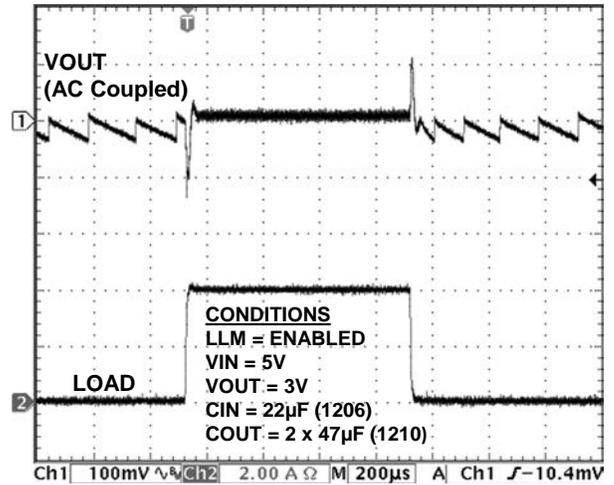 T
VOUT
(AC Coupled)
1
CONDITIONS
LLM = ENABLED
VIN = 5V
VOUT = 3V
CIN = 22µF (1206)
COUT = 2 x 47µF (1210)
LOAD
2
Ch1 100mV ∿ Bw Ch2 2.00 A Ω M 200µs A Ch1 ʃ -10.4mV